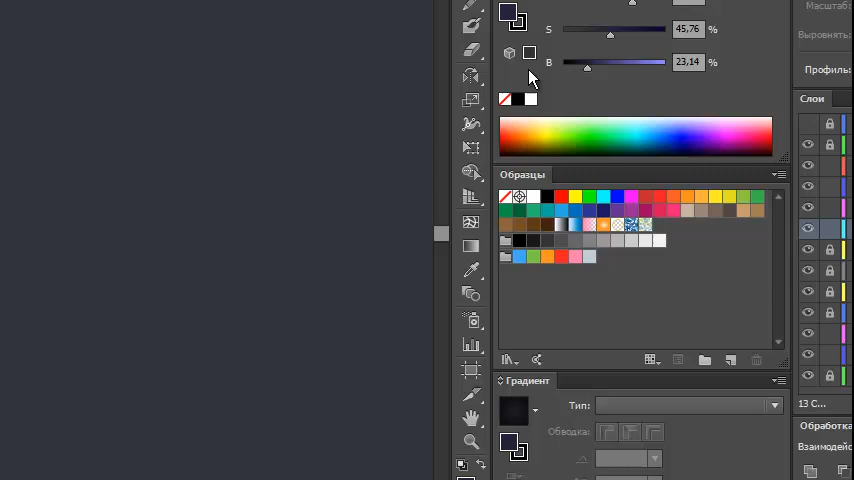 Масштаб:
S 45,76 %
Выровнять:
B 23,14 %
Профиль:
Слои
Образцы
Градиент
Тип:
13 С...
Обводка:
Обработка
Взаимодей